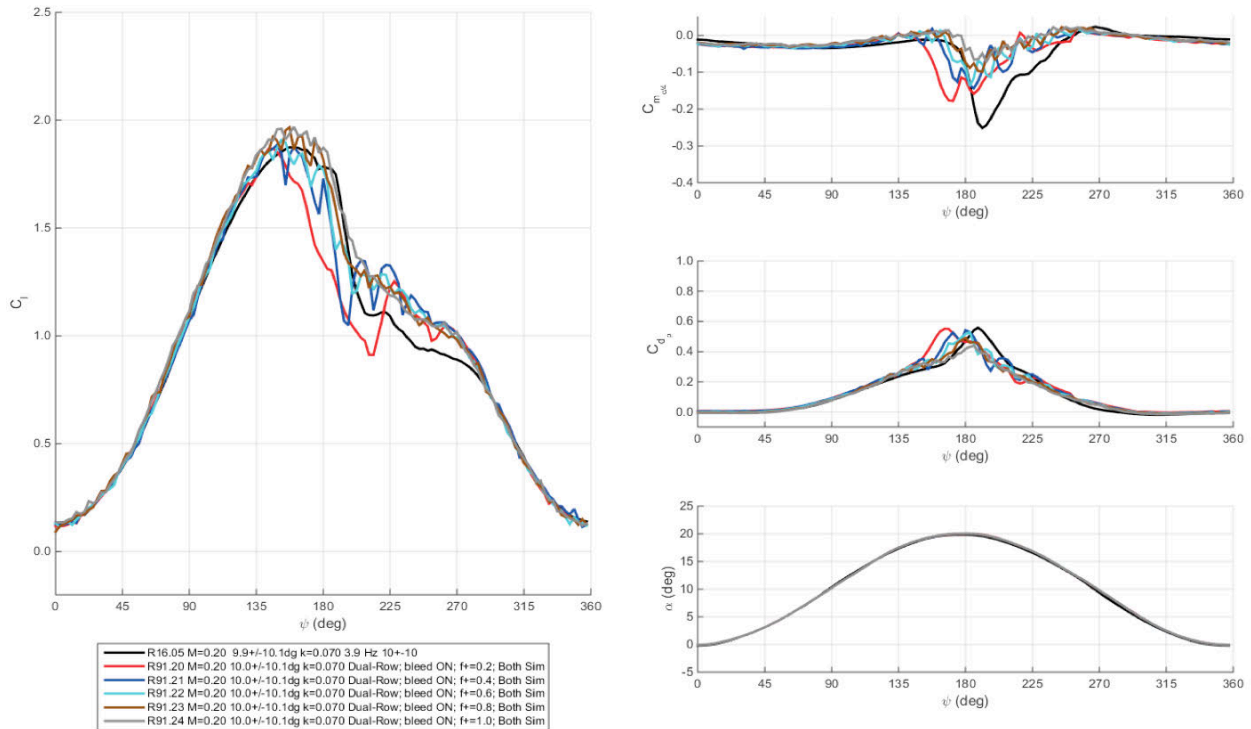 2.5
2.0
1.5
1.0
0.5
0.0
C_l
0 45 90 135 180 225 270 315 360
ψ (deg)
R16.05 M=0.20  9.9+/-10.1dg k=0.070 3.9 Hz 10+-10
R91.20 M=0.20 10.0+/-10.1dg k=0.070 Dual-Row; bleed ON; f+=0.2; Both Sim
R91.21 M=0.20 10.0+/-10.1dg k=0.070 Dual-Row; bleed ON; f+=0.4; Both Sim
R91.22 M=0.20 10.0+/-10.1dg k=0.070 Dual-Row; bleed ON; f+=0.6; Both Sim
R91.23 M=0.20 10.0+/-10.1dg k=0.070 Dual-Row; bleed ON; f+=0.8; Both Sim
R91.24 M=0.20 10.0+/-10.1dg k=0.070 Dual-Row; bleed ON; f+=1.0; Both Sim
0.0
-0.1
-0.2
-0.3
-0.4
C_m
0 45 90 135 180 225 270 315 360
ψ (deg)
1.0
0.8
0.6
0.4
0.2
0.0
C_d
0 45 90 135 180 225 270 315 360
ψ (deg)
25
20
15
10
5
0
α (deg)
0 45 90 135 180 225 270 315 360
ψ (deg)